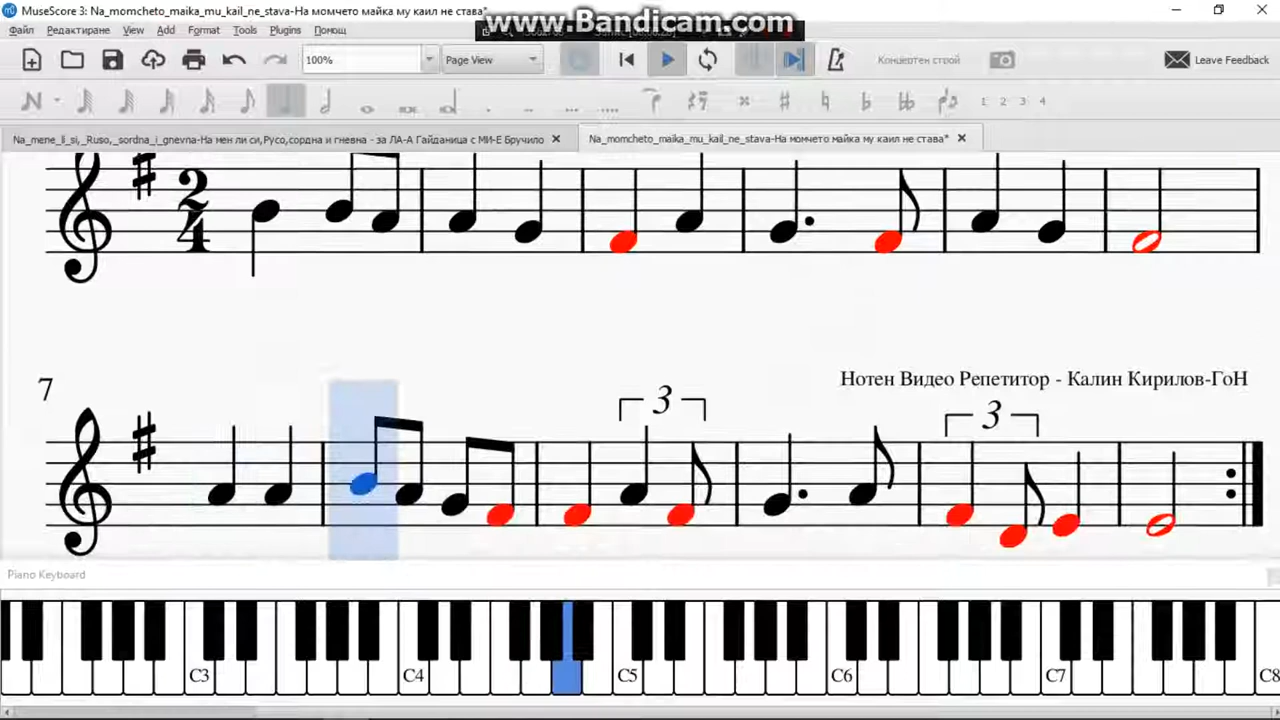 MuseScore 3: Na_momcheto_maika_mu_kail_ne_stava-На момчето майка му каил не става*
www.Bandicam.com
Файл Редактиране View Add Format Tools Plugins Помощ
100% Page View Концертен строй Leave Feedback
1 2 3 4
Na_mene_li_si,_Ruso,_sordna_i_gnevna-На мен ли си,Русо,сордна и гневна - за ЛА-А Гайданица с МИ-Е Бручило Na_momcheto_maika_mu_kail_ne_stava-На момчето майка му каил не става*
2
4
7
Нотен Видео Репетитор - Калин Кирилов-ГоН
3 3
Piano Keyboard
C3 C4 C5 C6 C7 C8